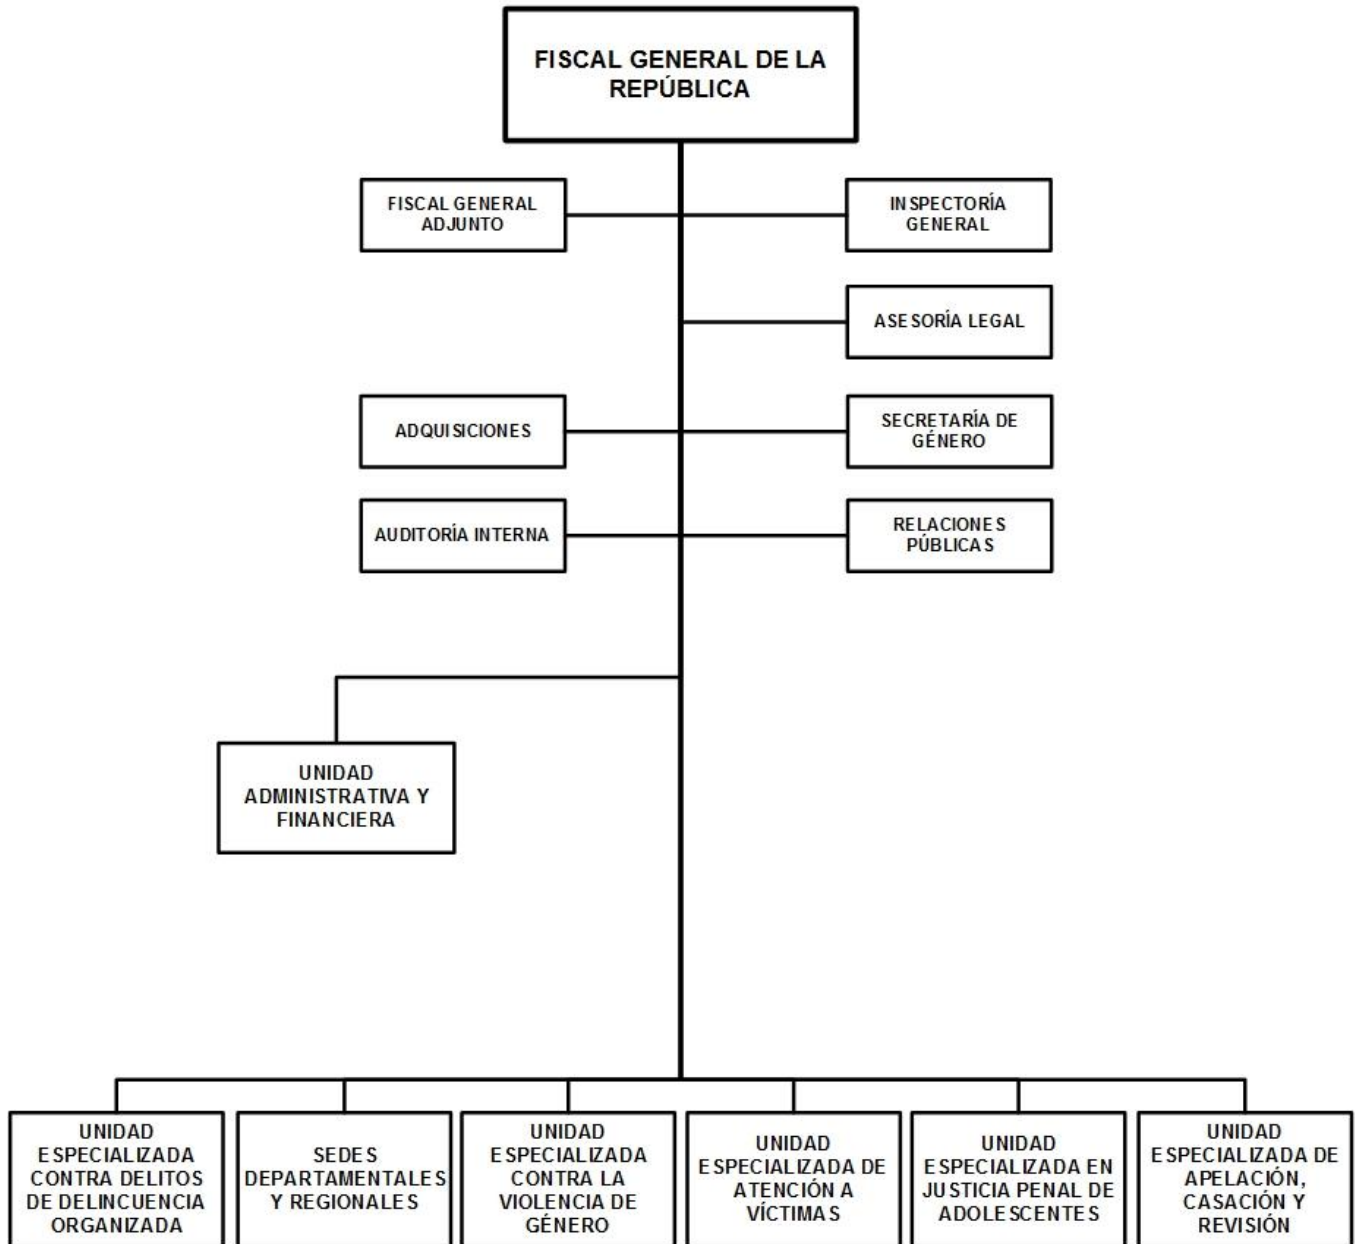 FISCAL GENERAL DE LA
REPÚBLICA
FISCAL GENERAL
ADJUNTO
INSPECTORÍA
GENERAL
ASESORÍA LEGAL
ADQUISICIONES
SECRETARÍA DE
GÉNERO
AUDITORÍA INTERNA
RELACIONES
PÚBLICAS
UNIDAD
ADMINISTRATIVA Y
FINANCIERA
UNIDAD
ESPECIALIZADA
CONTRA DELITOS
DE DELINCUENCIA
ORGANIZADA
SEDES
DEPARTAMENTALES
Y REGIONALES
UNIDAD
ESPECIALIZADA
CONTRA LA
VIOLENCIA DE
GÉNERO
UNIDAD
ESPECIALIZADA DE
ATENCIÓN A
VÍCTIMAS
UNIDAD
ESPECIALIZADA EN
JUSTICIA PENAL DE
ADOLESCENTES
UNIDAD
ESPECIALIZADA DE
APELACIÓN,
CASACIÓN Y
REVISIÓN